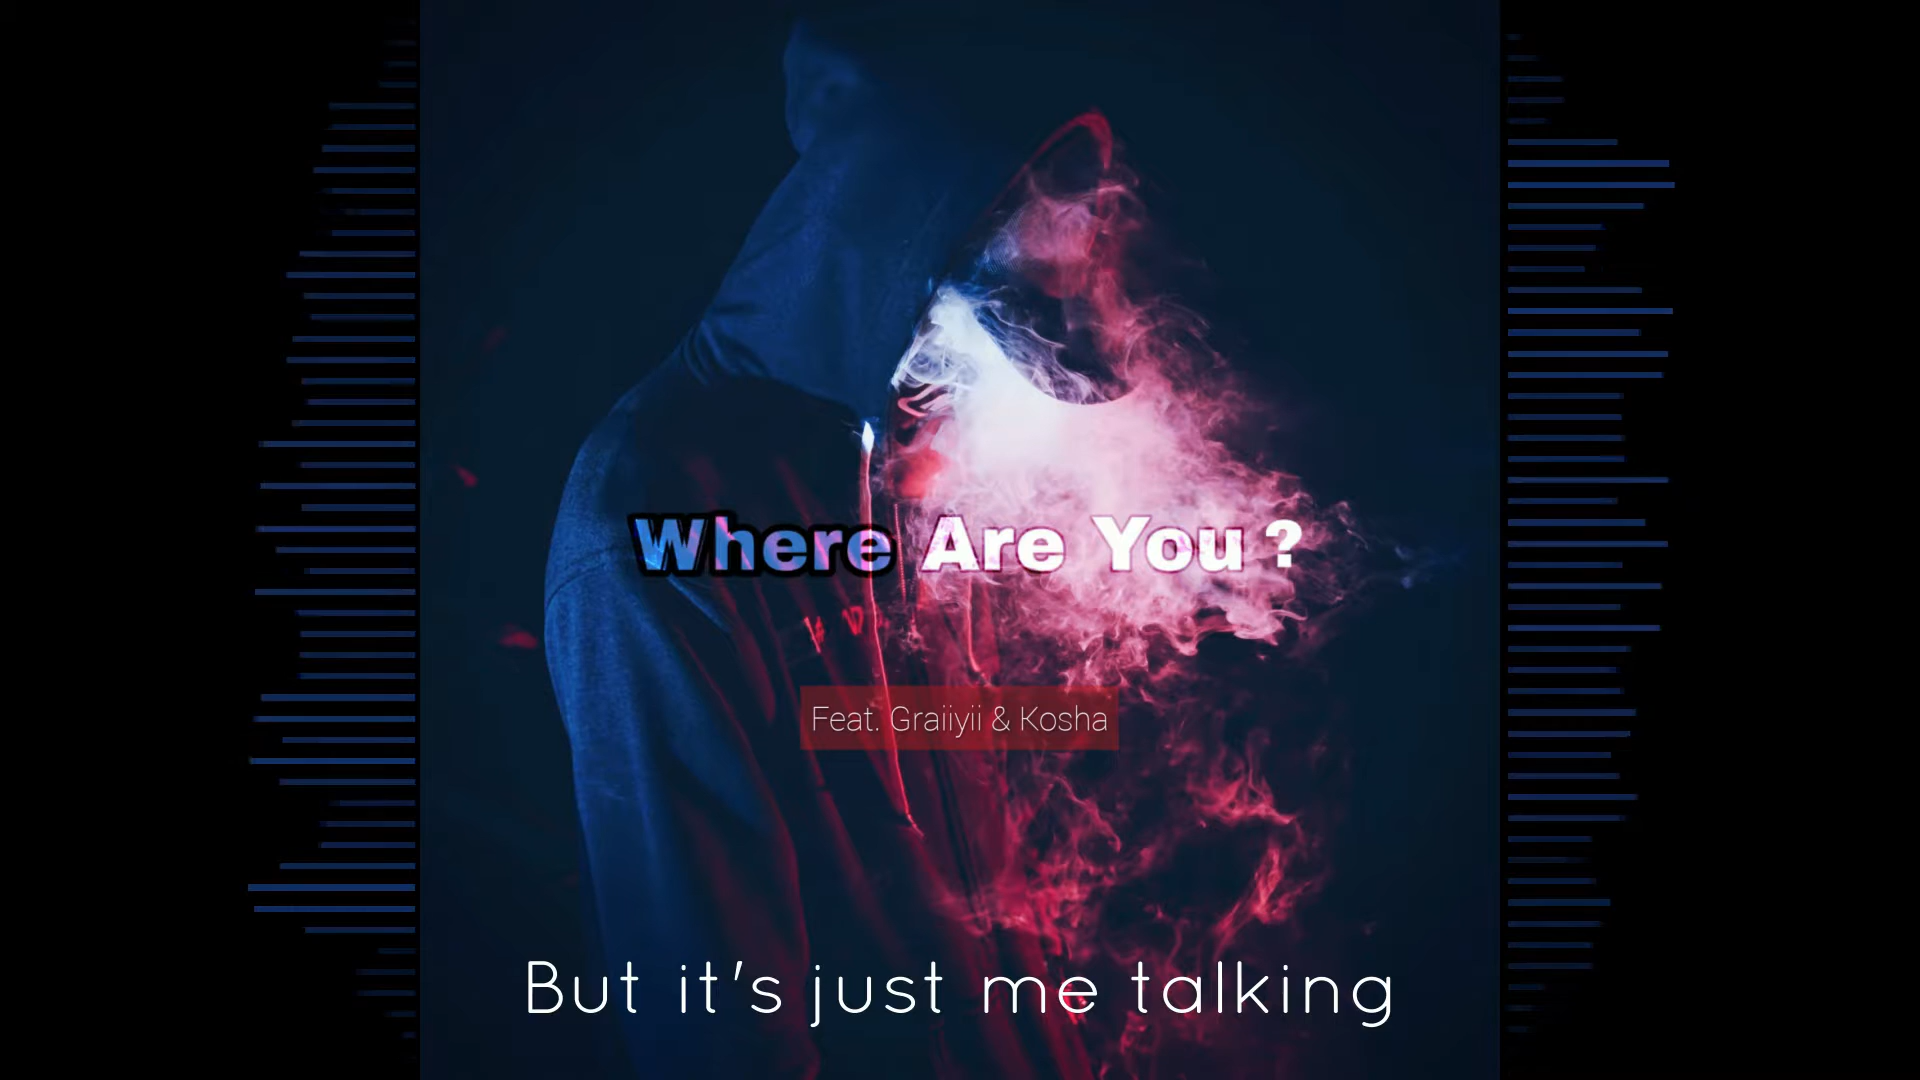 Where Are You ?
Feat. Graiiyii & Kosha
But it's just me talking